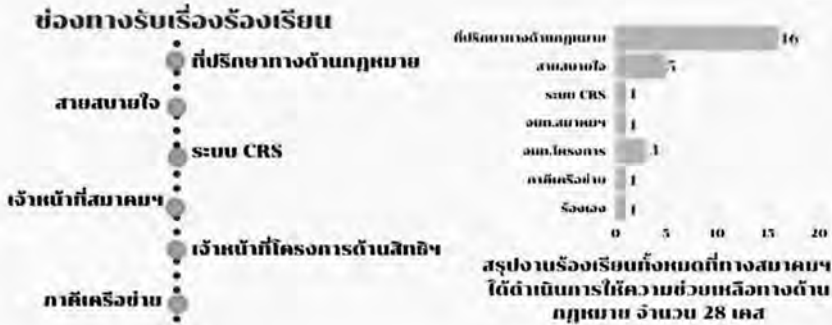 ช่องทางรับเรื่องร้องเรียน
ที่ปรึกษาทางด้านกฎหมาย
สายสบายใจ
ระบบ CRS
เจ้าหน้าที่สมาคมฯ
เจ้าหน้าที่โครงการด้านสิทธิฯ
ภาคีเครือข่าย
ที่ปรึกษาทางด้านกฎหมาย 16
สายสบายใจ 5
ระบบ CRS 1
จนท.สมาคมฯ 1
จนท.โครงการ 3
ภาคีเครือข่าย 1
ร้องเอง 1
0 5 10 15 20
สรุปงานร้องเรียนทั้งหมดที่ทางสมาคมฯ
ได้ดำเนินการให้ความช่วยเหลือทางด้าน
กฎหมาย จำนวน 28 เคส